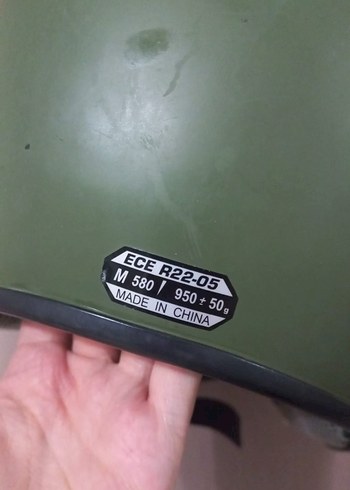 ECE R22-05
M 580 / 950 ± 50g
MADE IN CHINA